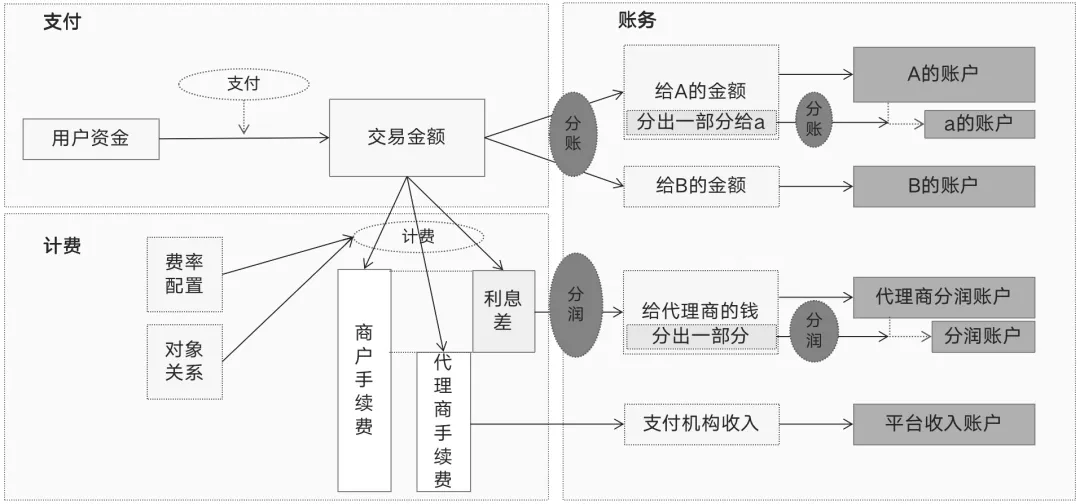 支付
支付
用户资金
交易金额
计费
计费
费率
配置
对象
关系
商
户
手
续
费
代
理
商
手
续
费
利息
差
账务
分
账
给A的金额
分出一部分给a
分
账
A的账户
a的账户
给B的金额
B的账户
分
润
给代理商的钱
分出一部分
分
润
代理商分润账户
分润账户
支付机构收入
平台收入账户